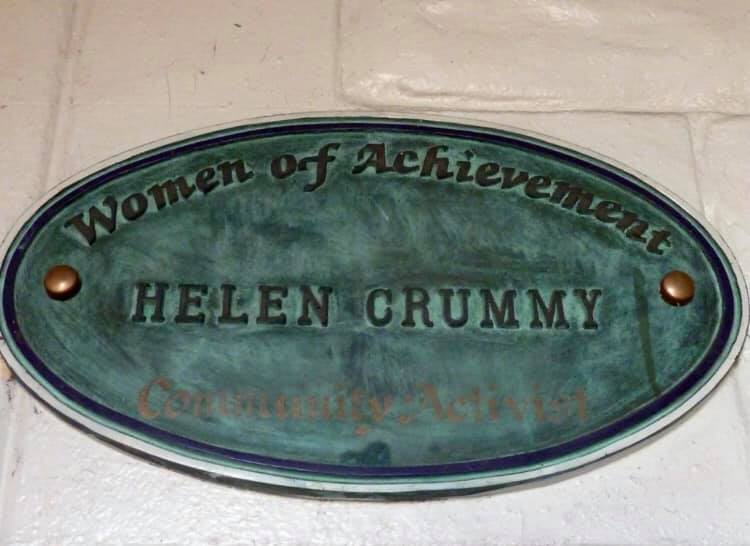 Women of Achievement
HELEN CRUMMY
Community Activist